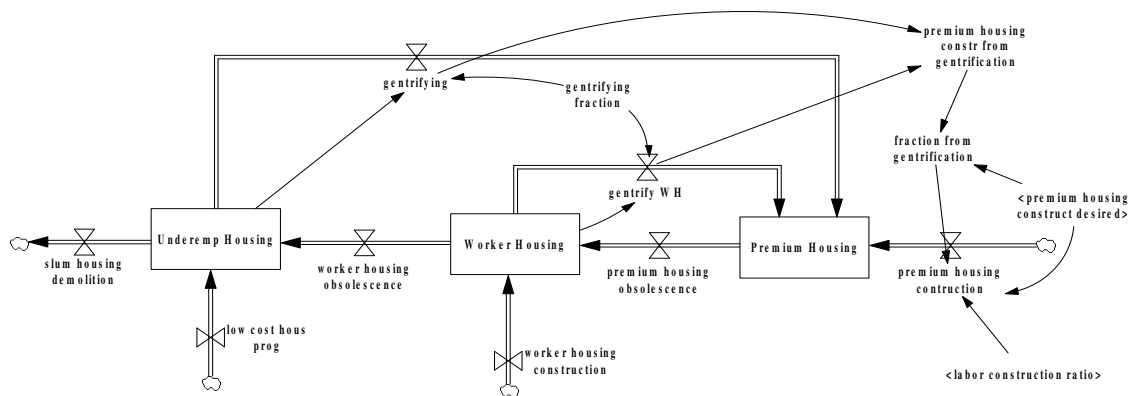 premium housing
constr from
gentrification
gentrifying
gentrifying
fraction
fraction from
gentrification
gentrify WH
<premium housing
construct desired>
Underemp Housing
Worker Housing
Premium Housing
slum housing
demolition
worker housing
obsolescence
premium housing
obsolescence
premium housing
contruction
low cost hous
prog
worker housing
construction
<labor construction ratio>